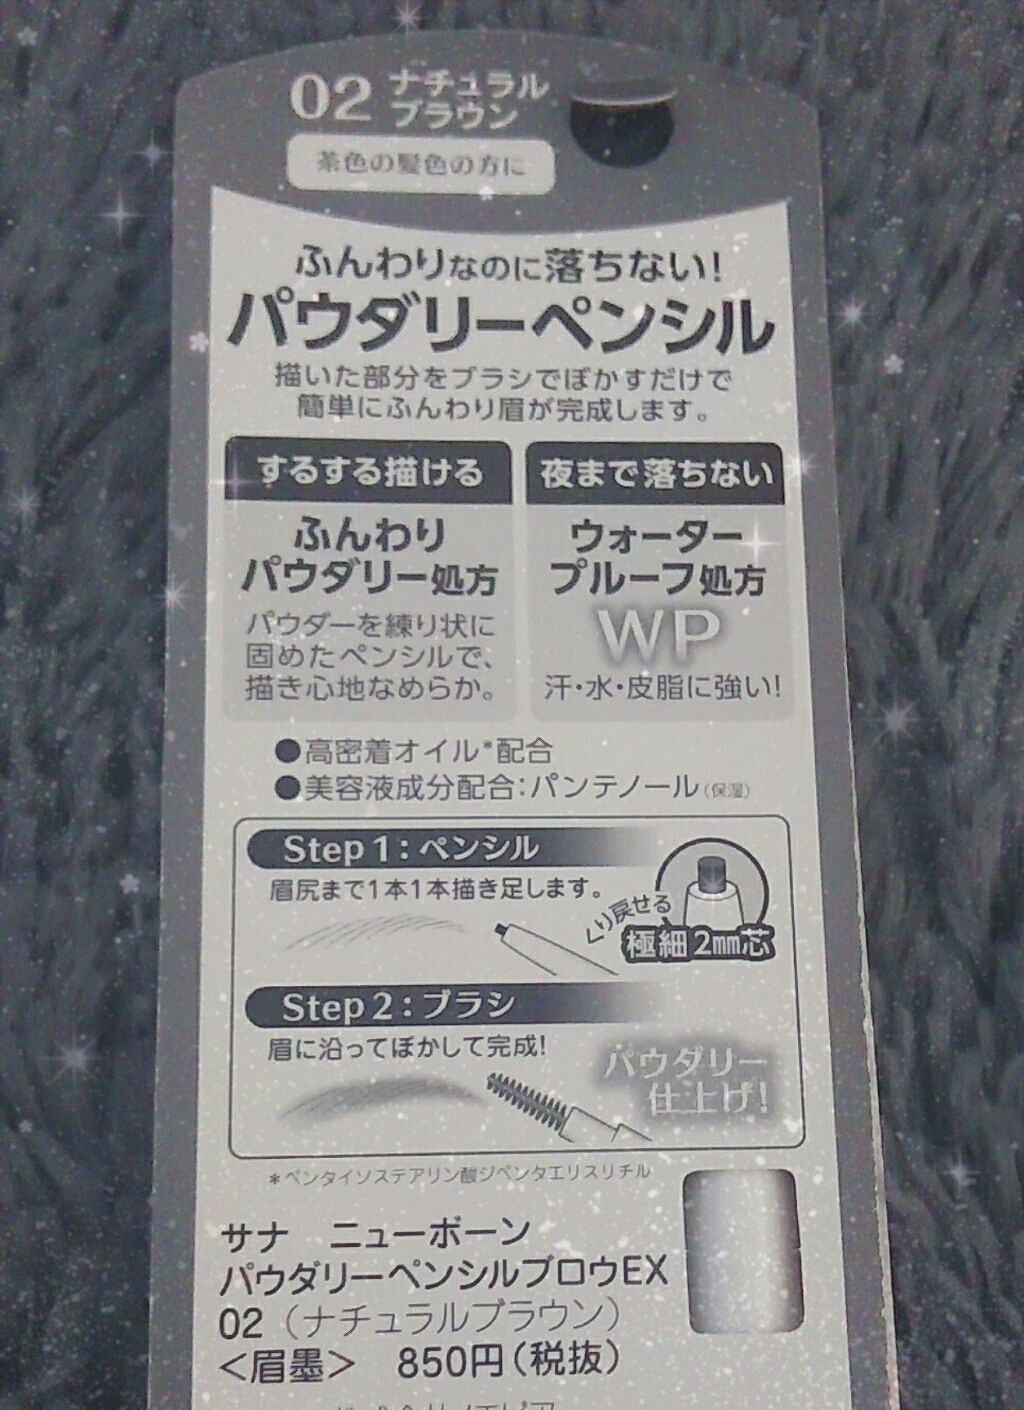 02 ナチュラル
ブラウン
茶色の髪色の方に
ふんわりなのに落ちない!
パウダリーペンシル
描いた部分をブラシでぼかすだけで
簡単にふんわり眉が完成します。
するする描ける
ふんわり
パウダリー処方
パウダーを練り状に
固めたペンシルで、
描き心地なめらか。
夜まで落ちない
ウォーター
プルーフ処方
WP
汗・水・皮脂に強い!
●高密着オイル*配合
●美容液成分配合:パンテノール(保湿)
Step1:ペンシル
眉尻まで1本1本描き足します。
くり戻せる
極細2mm芯
Step2:ブラシ
眉に沿ってぼかして完成!
パウダリー
仕上げ!
*ペンタイソステアリン酸ジペンタエリスリチル
サナ ニューボーン
パウダリーペンシルブロウEX
02(ナチュラルブラウン)
<眉墨> 850円(税抜)